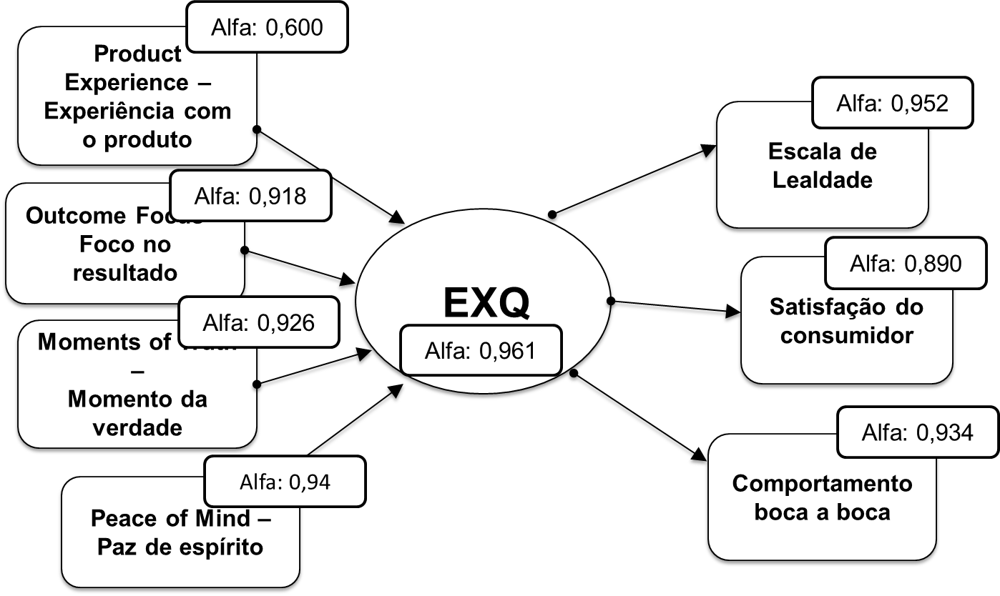 Alfa: 0,600
Product
Experience –
Experiência com
o produto
Alfa: 0,918
Outcome
Foco no
resultado
Alfa: 0,926
Moments of
–
Momento da
verdade
Alfa: 0,94
Peace of Mind –
Paz de espírito
EXQ
Alfa: 0,961
Alfa: 0,952
Escala de
Lealdade
Alfa: 0,890
Satisfação do
consumidor
Alfa: 0,934
Comportamento
boca a boca